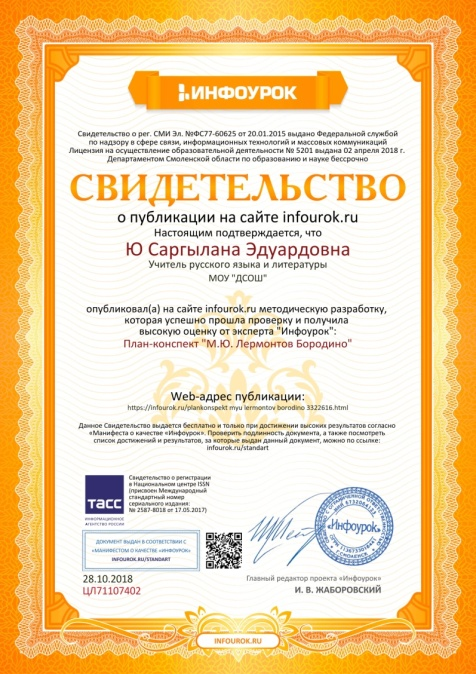 ИНФОУРОК
Свидетельство о рег. СМИ Эл. №ФС77-60625 от 20.01.2015 выдано Федеральной службой
по надзору в сфере связи, информационных технологий и массовых коммуникаций
Лицензия на осуществление образовательной деятельности № 5201 выдана 02 апреля 2018 г.
Департаментом Смоленской области по образованию и науке бессрочно
СВИДЕТЕЛЬСТВО
о публикации на сайте infourok.ru
Настоящим подтверждается, что
Ю Саргылана Эдуардовна
Учитель русского языка и литературы
МОУ "ДСОШ"
опубликовал(а) на сайте infourok.ru методическую разработку,
которая успешно прошла проверку и получила
высокую оценку от эксперта "Инфоурок":
План-конспект "М.Ю. Лермонтов Бородино"
Web-адрес публикации:
https://infourok.ru/plankonspekt myu lermontov borodino 3322616.html
Данное Свидетельство выдается бесплатно и только при достижении высоких результатов согласно
«Манифеста о качестве «Инфоурок». Проверить подлинность документа, а также посмотреть
список достижений и результатов, за которые выдан данный документ, можно по ссылке:
infourok.ru/standart
ТАСС
ИНФОРМАЦИОННОЕ
АГЕНТСТВО РОССИИ
Свидетельство о регистрации
в Национальном центре ISSN
(присвоен Международный
стандартный номер
сериального издания:
№ 2587-8018 от 17.05.2017)
ДОКУМЕНТ ВЫДАН В СООТВЕТСТВИИ С
«МАНИФЕСТОМ О КАЧЕСТВЕ «ИНФОУРОК»
INFOUROK.RU/STANDART
«Инфоурок»
28.10.2018
ЦЛ71107402
Главный редактор проекта «Инфоурок»
И. В. ЖАБОРОВСКИЙ
INFOUROK.RU